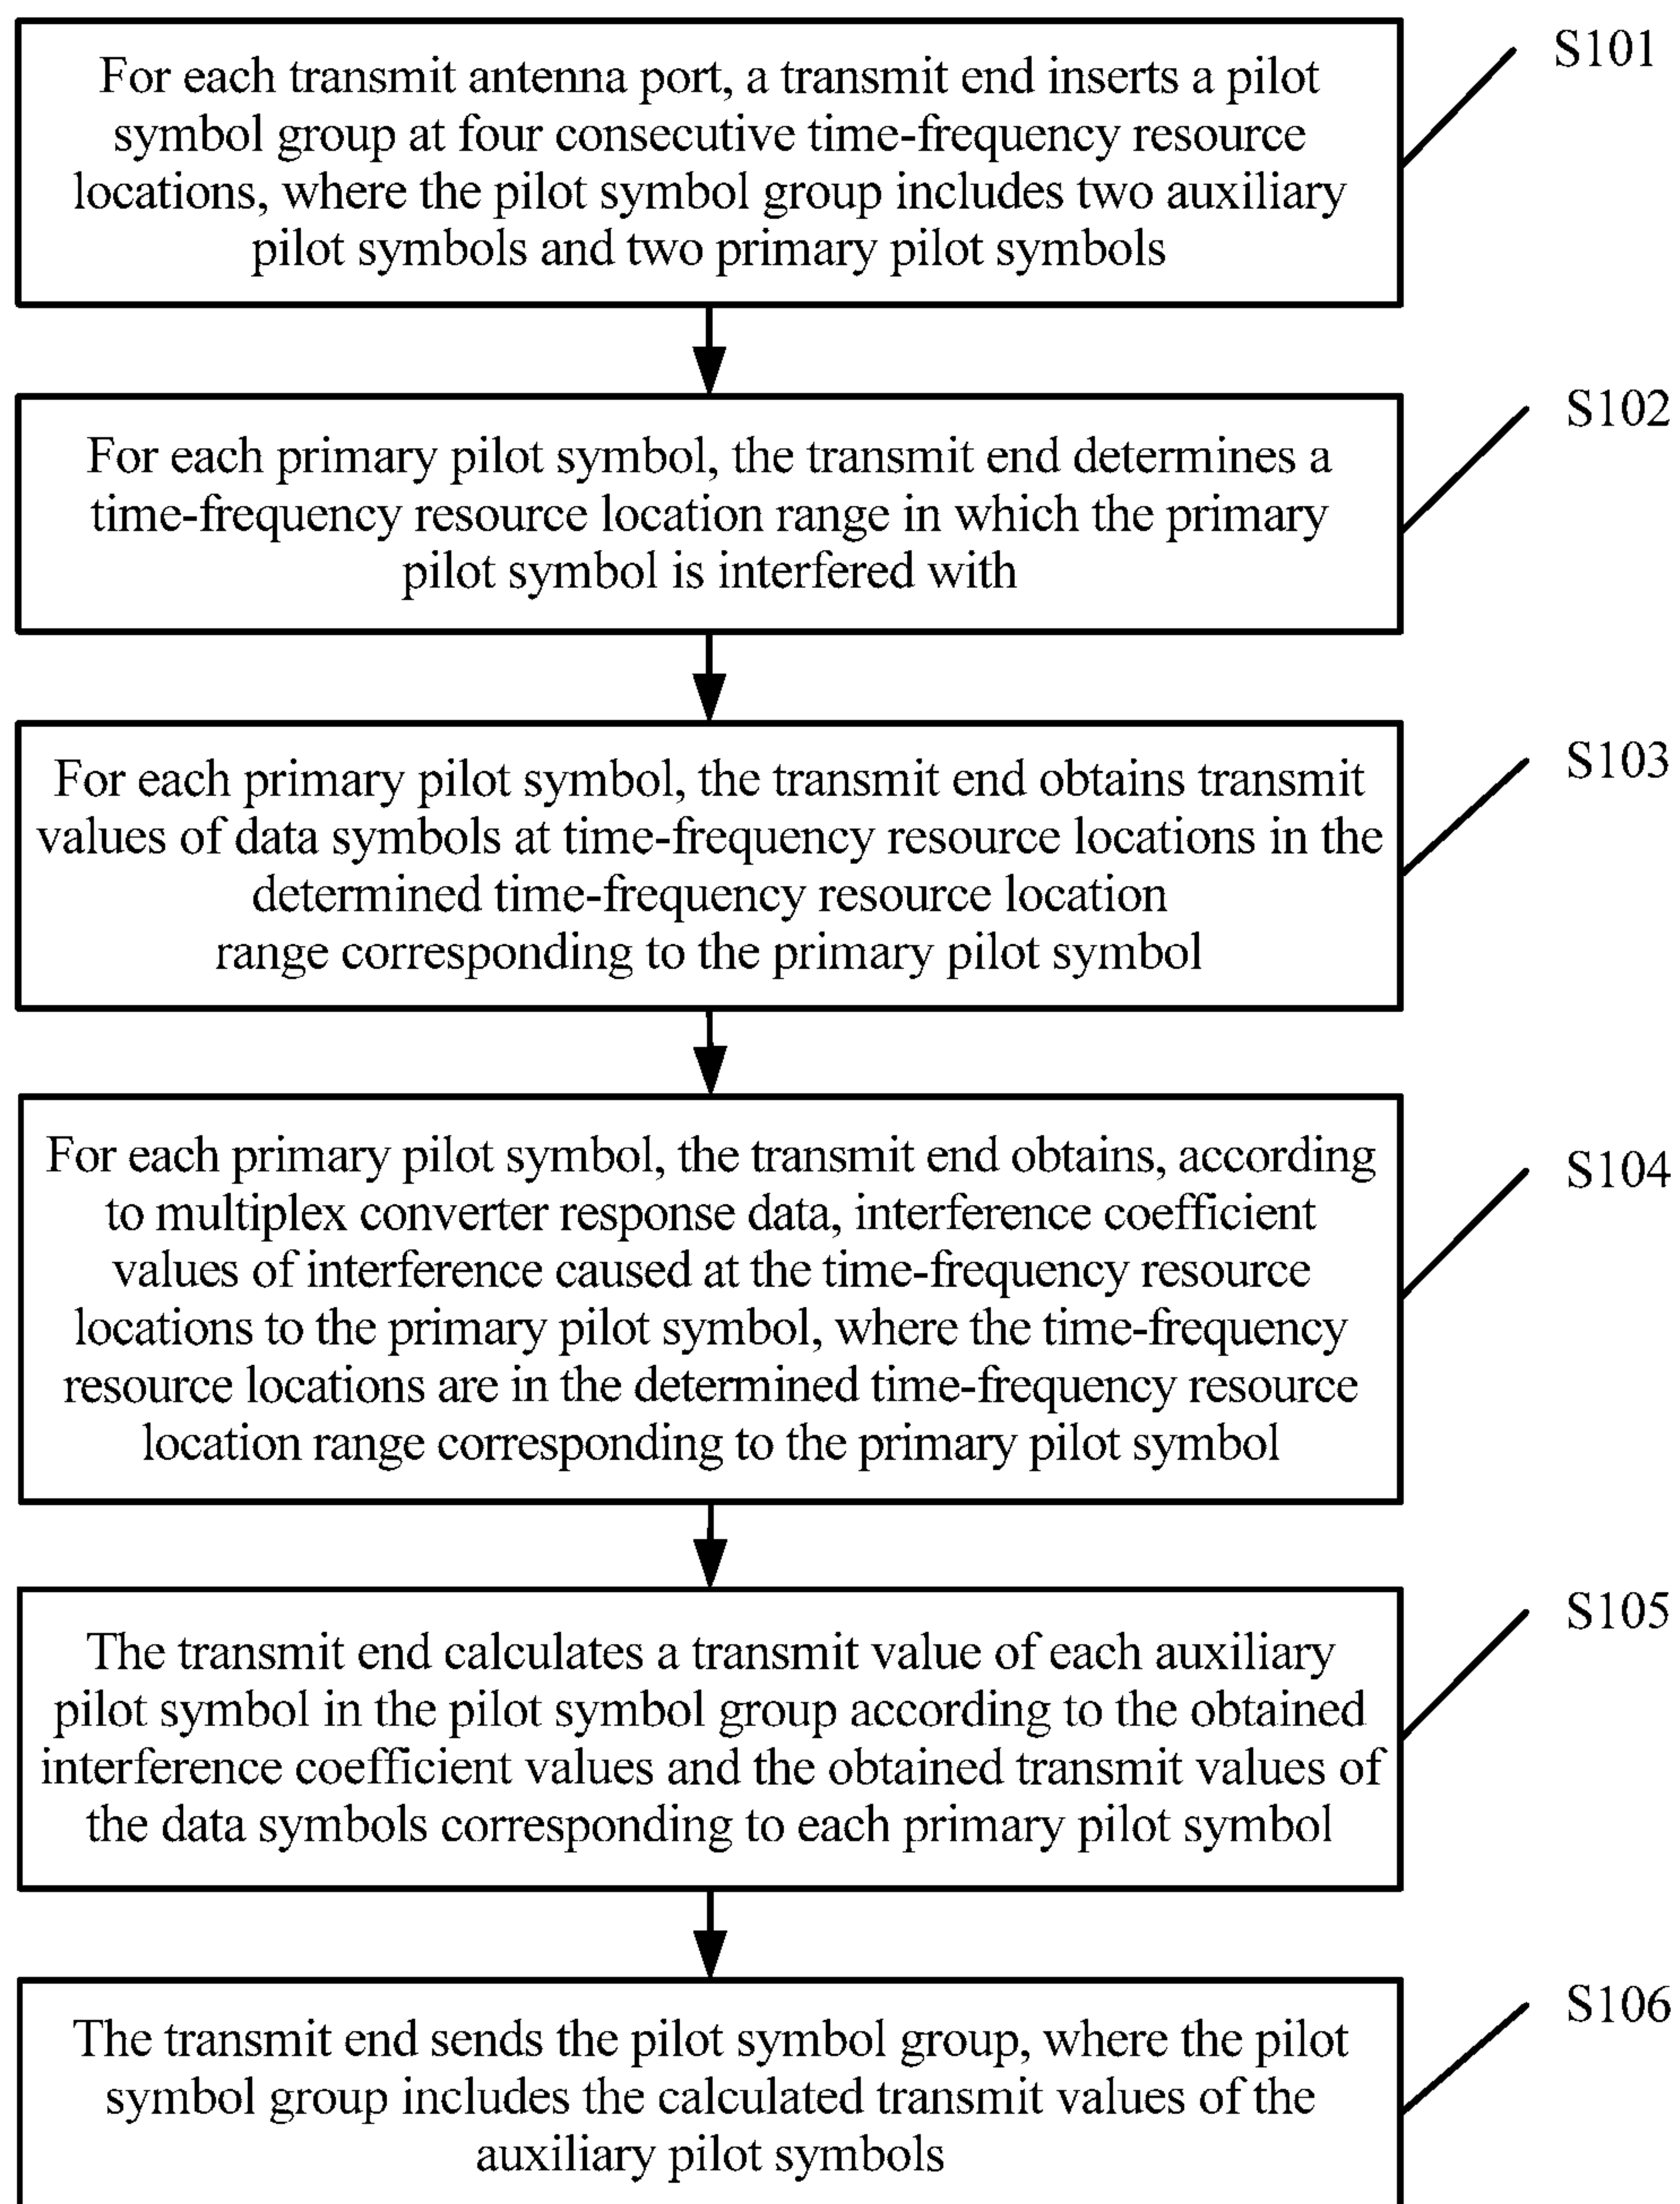 For each transmit antenna port, a transmit end inserts a pilot
symbol group at four consecutive time-frequency resource
locations, where the pilot symbol group includes two auxiliary
pilot symbols and two primary pilot symbols
S101
For each primary pilot symbol, the transmit end determines a
time-frequency resource location range in which the primary
pilot symbol is interfered with
S102
For each primary pilot symbol, the transmit end obtains transmit
values of data symbols at time-frequency resource locations in the
determined time-frequency resource location
range corresponding to the primary pilot symbol
S103
For each primary pilot symbol, the transmit end obtains, according
to multiplex converter response data, interference coefficient
values of interference caused at the time-frequency resource
locations to the primary pilot symbol, where the time-frequency
resource locations are in the determined time-frequency resource
location range corresponding to the primary pilot symbol
S104
The transmit end calculates a transmit value of each auxiliary
pilot symbol in the pilot symbol group according to the obtained
interference coefficient values and the obtained transmit values of
the data symbols corresponding to each primary pilot symbol
S105
The transmit end sends the pilot symbol group, where the pilot
symbol group includes the calculated transmit values of the
auxiliary pilot symbols
S106